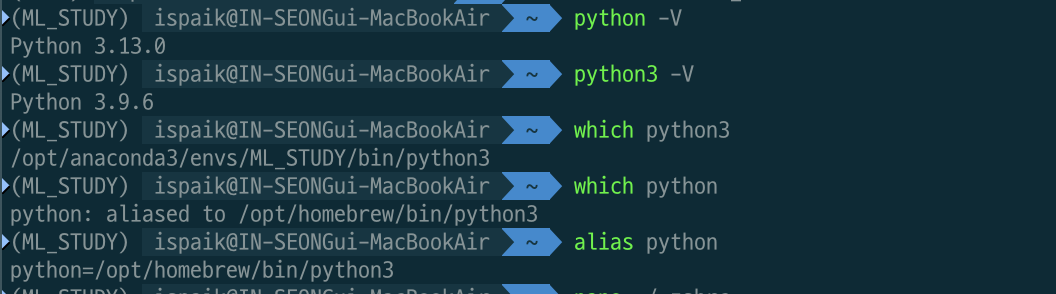 (ML_STUDY) ispaik@IN-SEONGui-MacBookAir ~ python -V
Python 3.13.0
(ML_STUDY) ispaik@IN-SEONGui-MacBookAir ~ python3 -V
Python 3.9.6
(ML_STUDY) ispaik@IN-SEONGui-MacBookAir ~ which python3
/opt/anaconda3/envs/ML_STUDY/bin/python3
(ML_STUDY) ispaik@IN-SEONGui-MacBookAir ~ which python
python: aliased to /opt/homebrew/bin/python3
(ML_STUDY) ispaik@IN-SEONGui-MacBookAir ~ alias python
python=/opt/homebrew/bin/python3